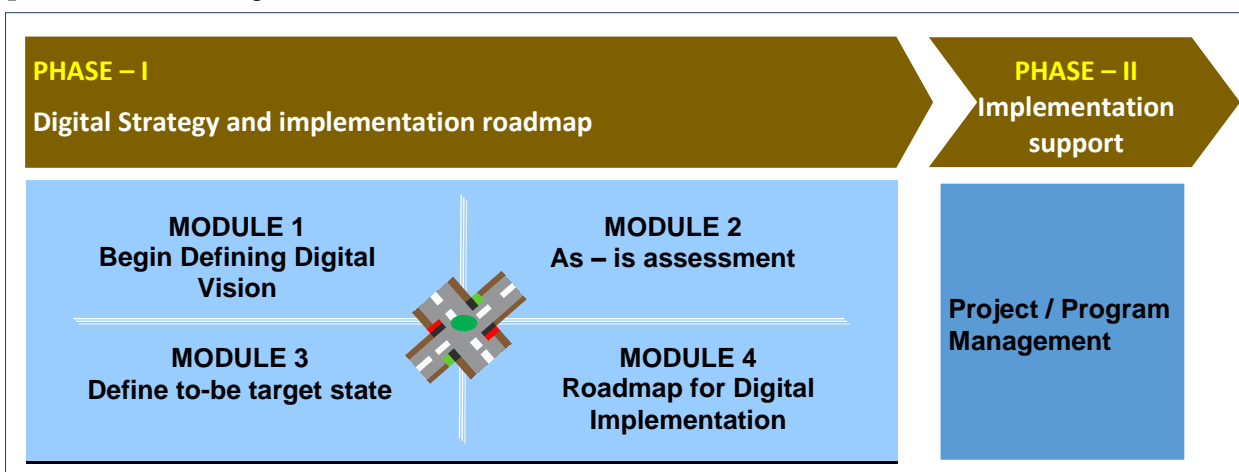 PHASE – I
Digital Strategy and implementation roadmap
PHASE – II
Implementation
support
MODULE 1
Begin Defining Digital
Vision
MODULE 2
As – is assessment
MODULE 3
Define to-be target state
MODULE 4
Roadmap for Digital
Implementation
Project / Program
Management